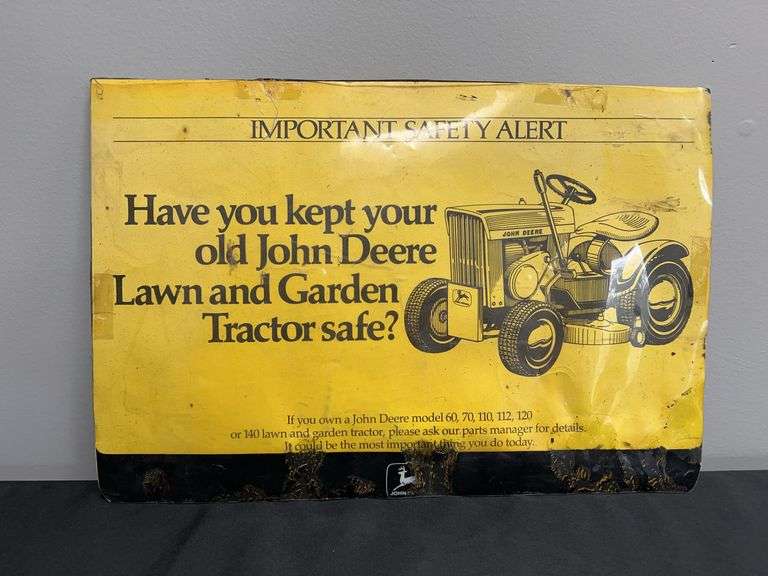 IMPORTANT SAFETY ALERT
Have you kept your
old John Deere
Lawn and Garden
Tractor safe?
JOHN DEERE
If you own a John Deere model 60, 70, 110, 112, 120
or 140 lawn and garden tractor, please ask our parts manager for details.
It could be the most important thing you do today.
JOHN